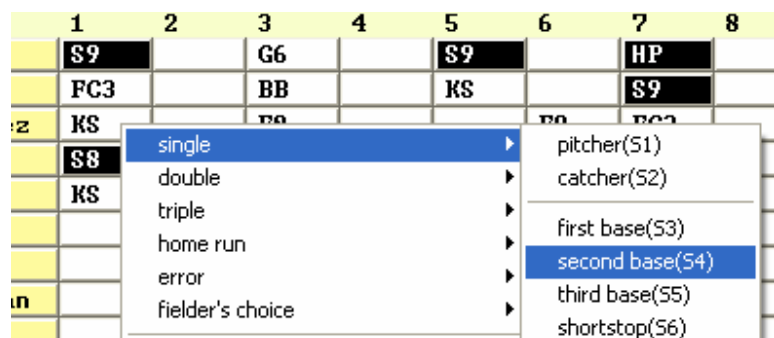 1 2 3 4 5 6 7 8
S9 G6 S9 HP
FC3 BB KS S9
ez KS
S8
KS
an
single
double
triple
home run
error
fielder's choice
pitcher(S1)
catcher(S2)
first base(S3)
second base(S4)
third base(S5)
shortstop(S6)